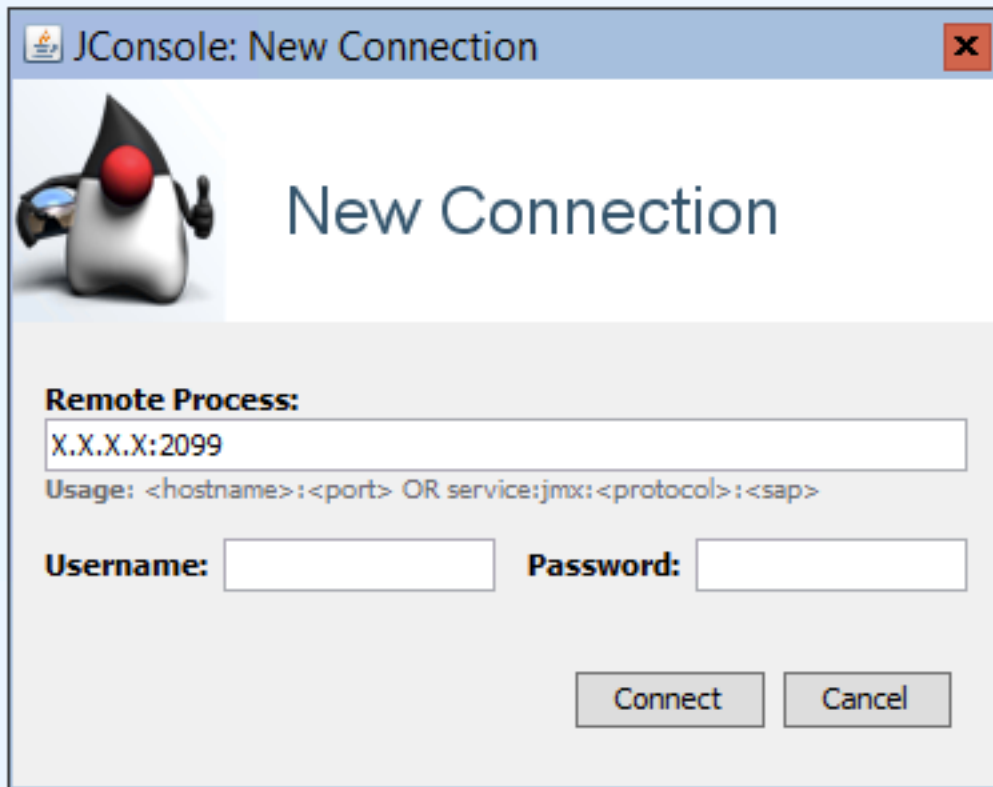 JConsole: New Connection
New Connection
Remote Process:
X.X.X.X:2099
Usage: <hostname>:<port> OR service:jmx:<protocol>:<sap>
Username: Password:
Connect Cancel